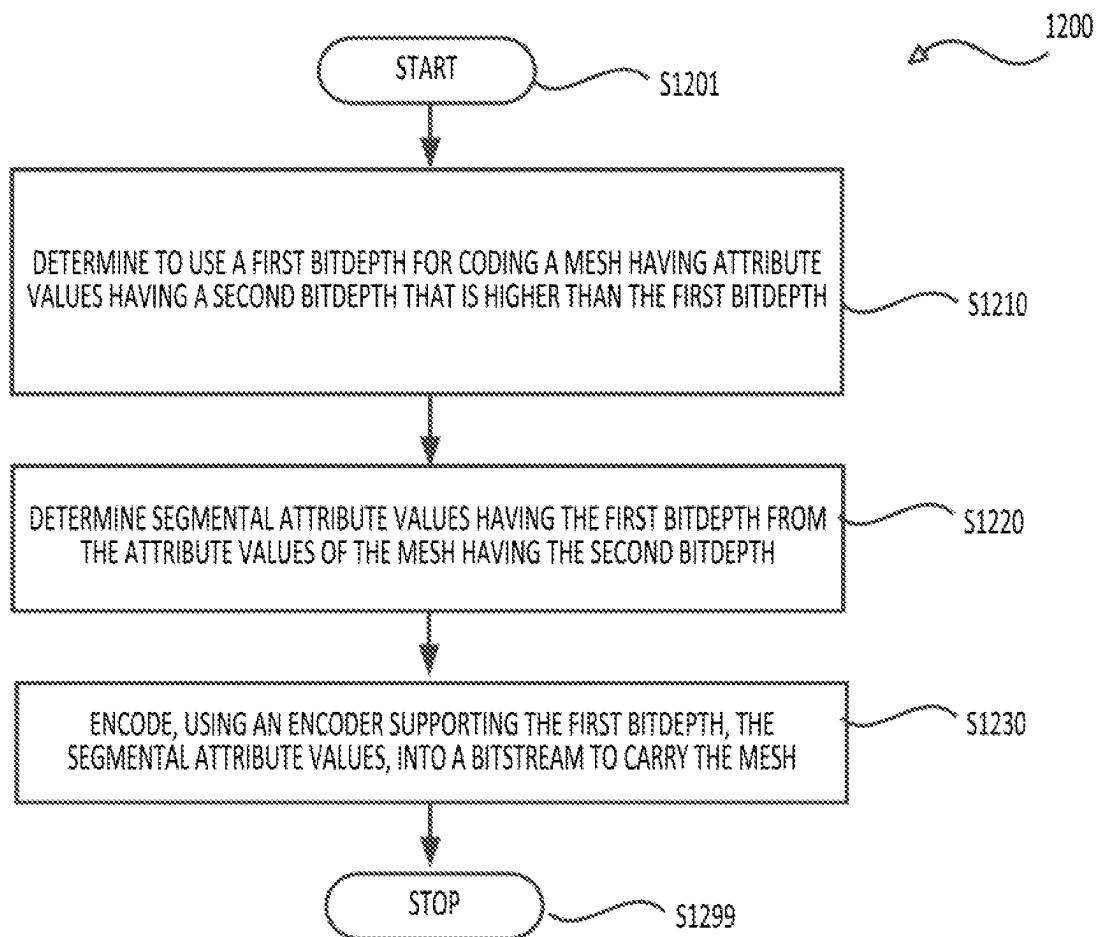 1200
START
S1201
DETERMINE TO USE A FIRST BITDEPTH FOR CODING A MESH HAVING ATTRIBUTE
VALUES HAVING A SECOND BITDEPTH THAT IS HIGHER THAN THE FIRST BITDEPTH
S1210
DETERMINE SEGMENTAL ATTRIBUTE VALUES HAVING THE FIRST BITDEPTH FROM
THE ATTRIBUTE VALUES OF THE MESH HAVING THE SECOND BITDEPTH
S1220
ENCODE, USING AN ENCODER SUPPORTING THE FIRST BITDEPTH, THE
SEGMENTAL ATTRIBUTE VALUES, INTO A BITSTREAM TO CARRY THE MESH
S1230
STOP
S1299